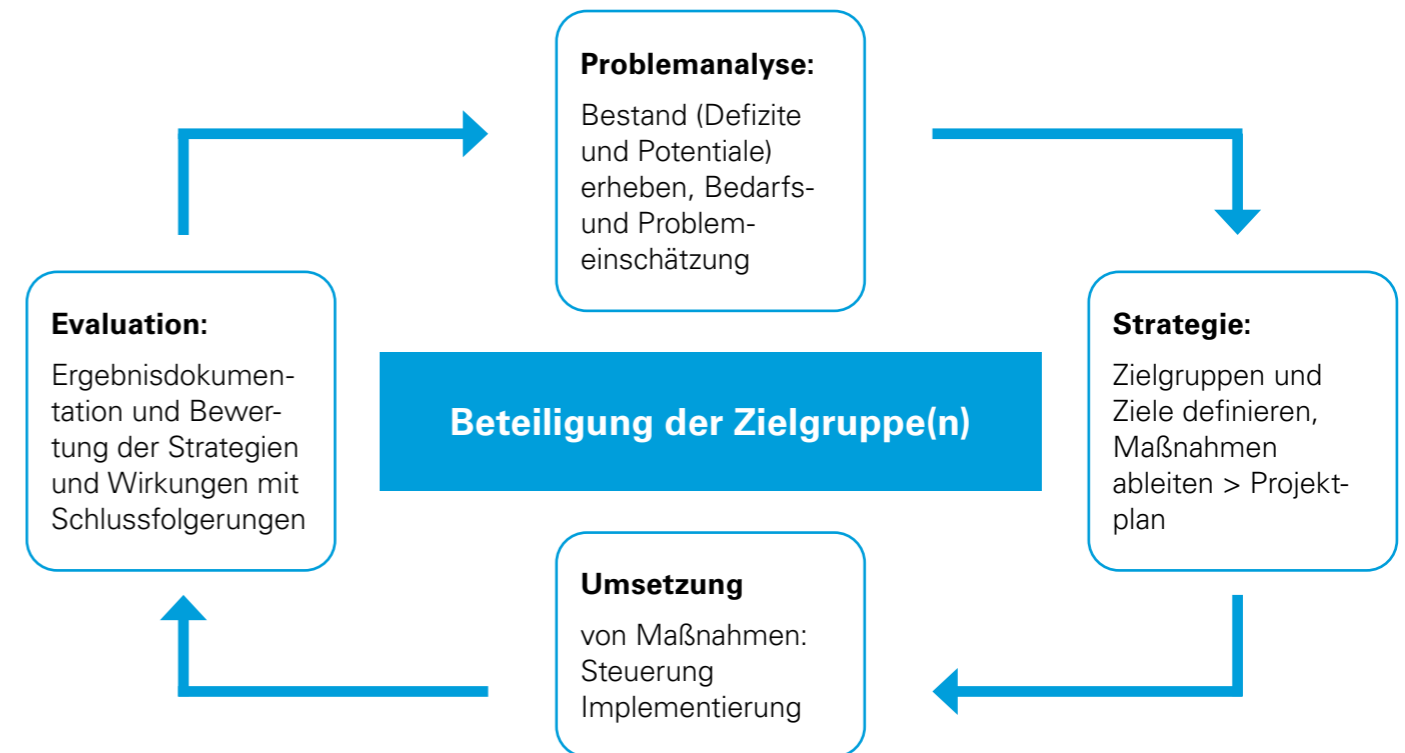 Problemanalyse:
Bestand (Defizite
und Potentiale)
erheben, Bedarfs-
und Problem-
einschätzung
Strategie:
Zielgruppen und
Ziele definieren,
Maßnahmen
ableiten > Projekt-
plan
Beteiligung der Zielgruppe(n)
Umsetzung
von Maßnahmen:
Steuerung
Implementierung
Evaluation:
Ergebnisdokumen-
tation und Bewer-
tung der Strategien
und Wirkungen mit
Schlussfolgerungen